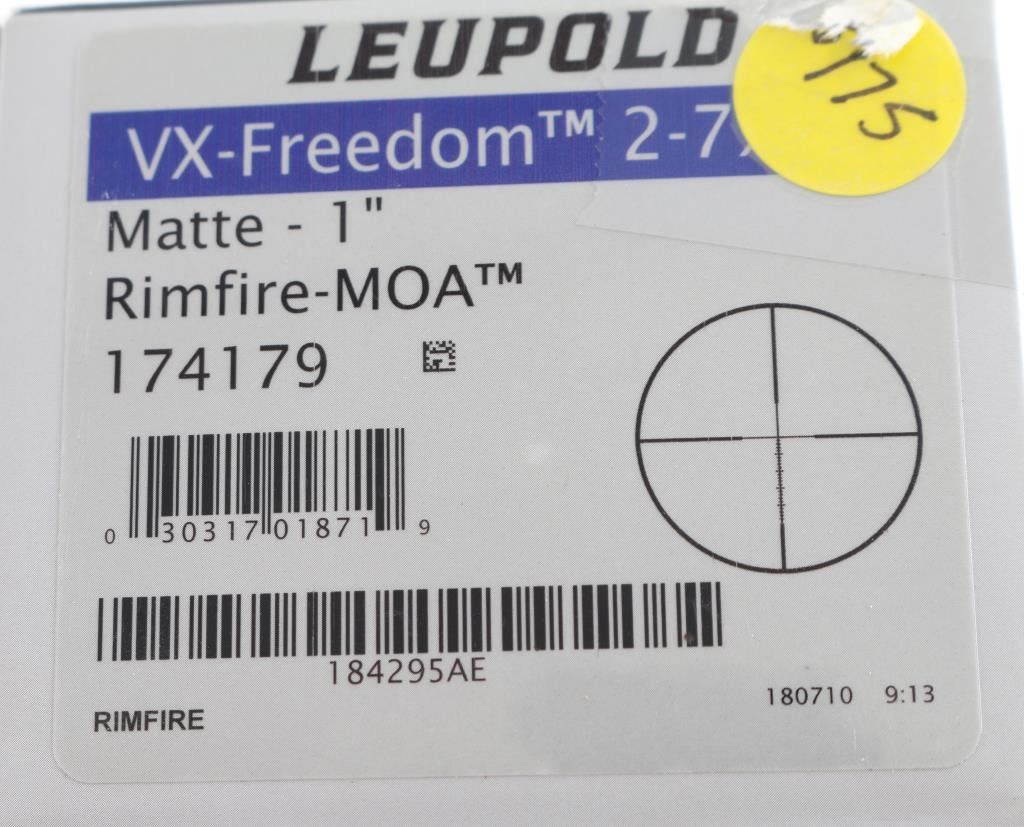 LEUPOLD
VX-Freedom™ 2-7
Matte - 1"
Rimfire-MOA™
174179
0 30317 01871 9
184295AE
180710 9:13
RIMFIRE